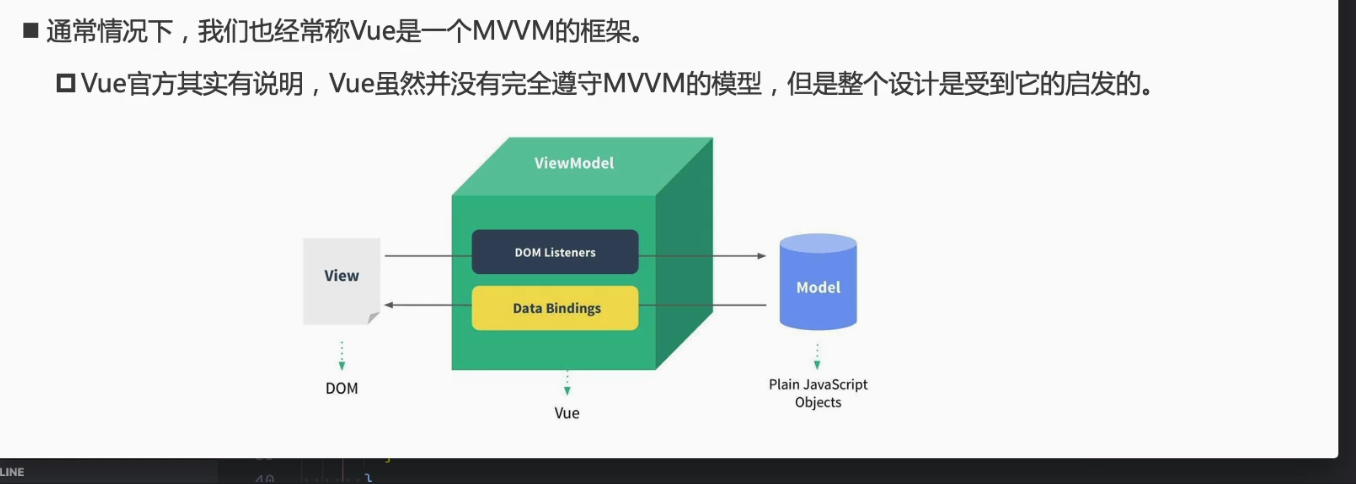 通常情况下，我们也经常称Vue是一个MVVM的框架。
Vue官方其实有说明，Vue虽然并没有完全遵守MVVM的模型，但是整个设计是受到它的启发的。
ViewModel
DOM Listeners
View
Model
Data Bindings
DOM
Plain JavaScript
Objects
Vue
LINE
40
}